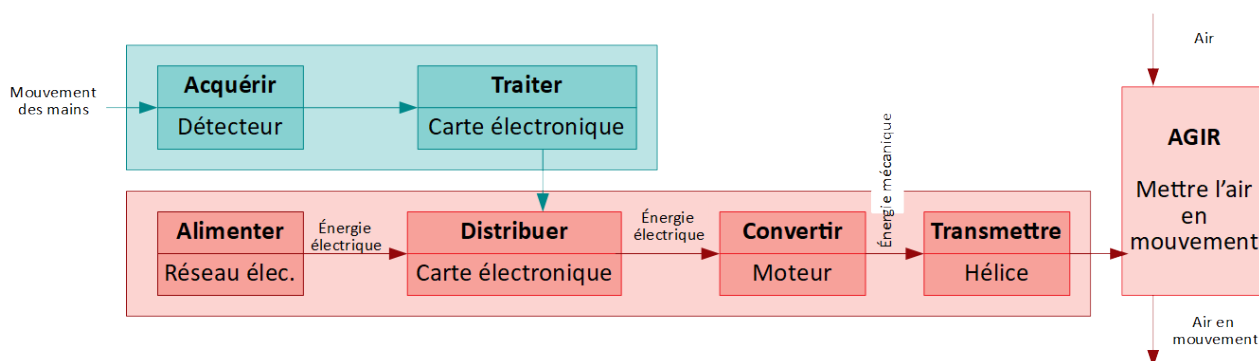 Air
Mouvement
des mains
Acquérir
Détecteur
Traiter
Carte électronique
AGIR
Mettre l’air
en
mouvement
Alimenter
Réseau élec.
Énergie
électrique
Distribuer
Carte électronique
Énergie
électrique
Convertir
Moteur
Énergie mécanique
Transmettre
Hélice
Air en
mouvement